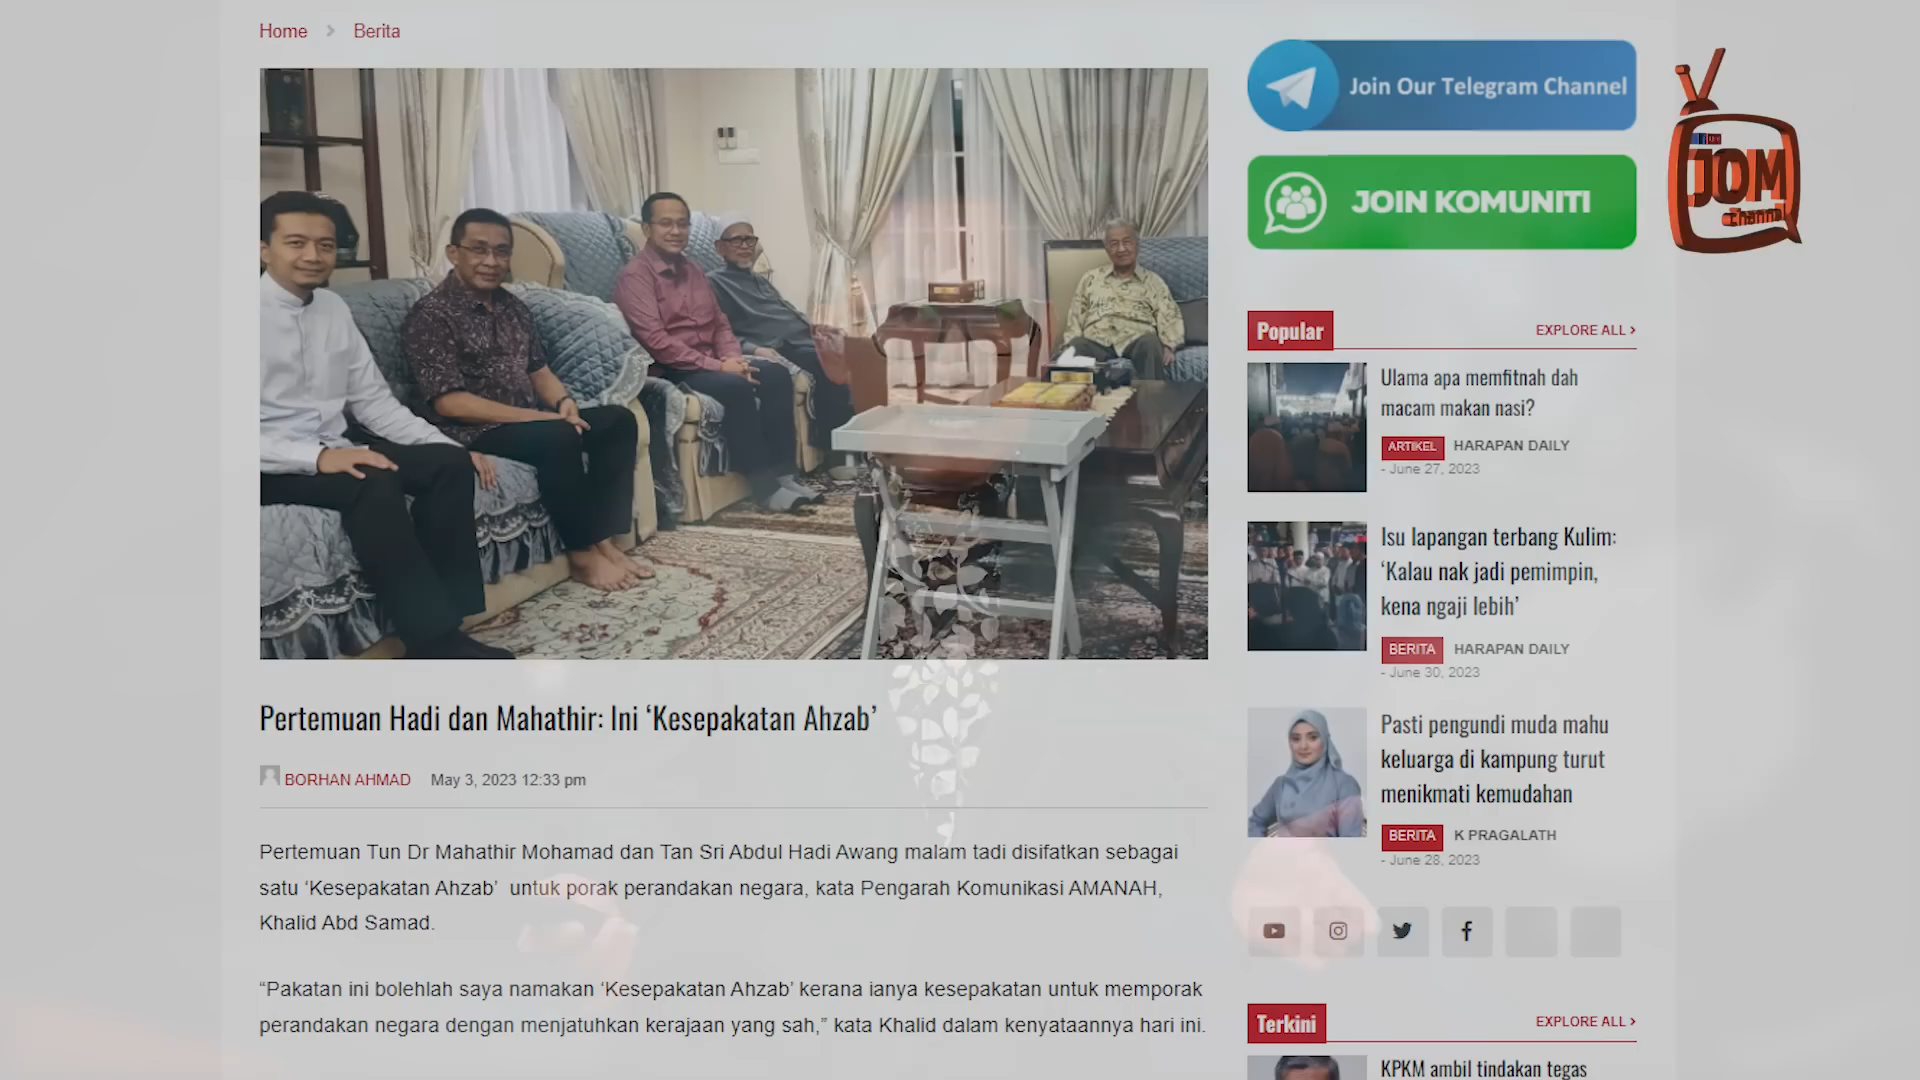 Home > Berita
Join Our Telegram Channel
JOIN KOMUNITI
JOM
Channel
Popular
EXPLORE ALL >
Ulama apa memfitnah dah
macam makan nasi?
ARTIKEL HARAPAN DAILY
- June 27, 2023
Isu lapangan terbang Kulim:
‘Kalau nak jadi pemimpin,
kena ngaji lebih’
BERITA HARAPAN DAILY
- June 30, 2023
Pasti pengundi muda mahu
keluarga di kampung turut
menikmati kemudahan
BERITA K PRAGALATH
- June 28, 2023
Pertemuan Hadi dan Mahathir: Ini ‘Kesepakatan Ahzab’
BORHAN AHMAD May 3, 2023 12:33 pm
Pertemuan Tun Dr Mahathir Mohamad dan Tan Sri Abdul Hadi Awang malam tadi disifatkan sebagai
satu ‘Kesepakatan Ahzab’ untuk porak perandakan negara, kata Pengarah Komunikasi AMANAH,
Khalid Abd Samad.
“Pakatan ini bolehlah saya namakan ‘Kesepakatan Ahzab’ kerana ianya kesepakatan untuk memporak
perandakan negara dengan menjatuhkan kerajaan yang sah,” kata Khalid dalam kenyataannya hari ini.
Terkini
EXPLORE ALL >
KPKM ambil tindakan tegas